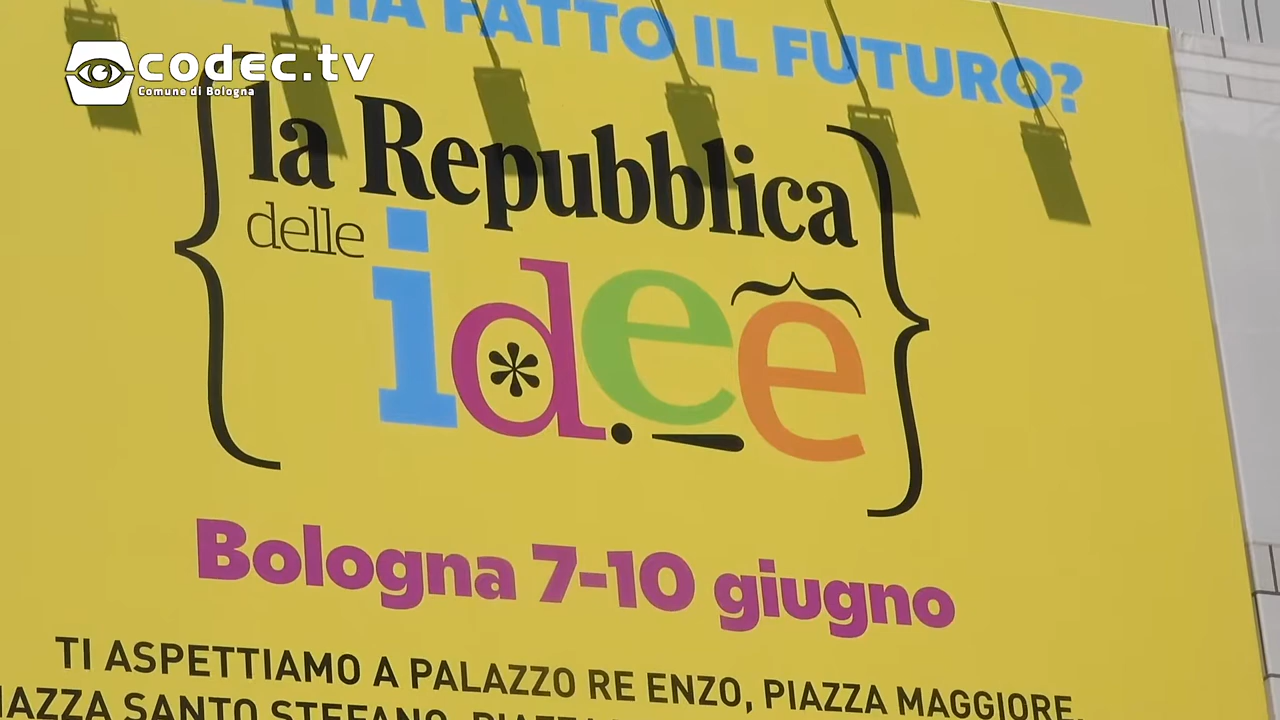 HA FATTO IL FUTURO?
codec.tv
Comune di Bologna
la Repubblica
delle
idee
Bologna 7-10 giugno
TI ASPETTIAMO A PALAZZO RE ENZO, PIAZZA MAGGIORE,
SANTO STEFANO,